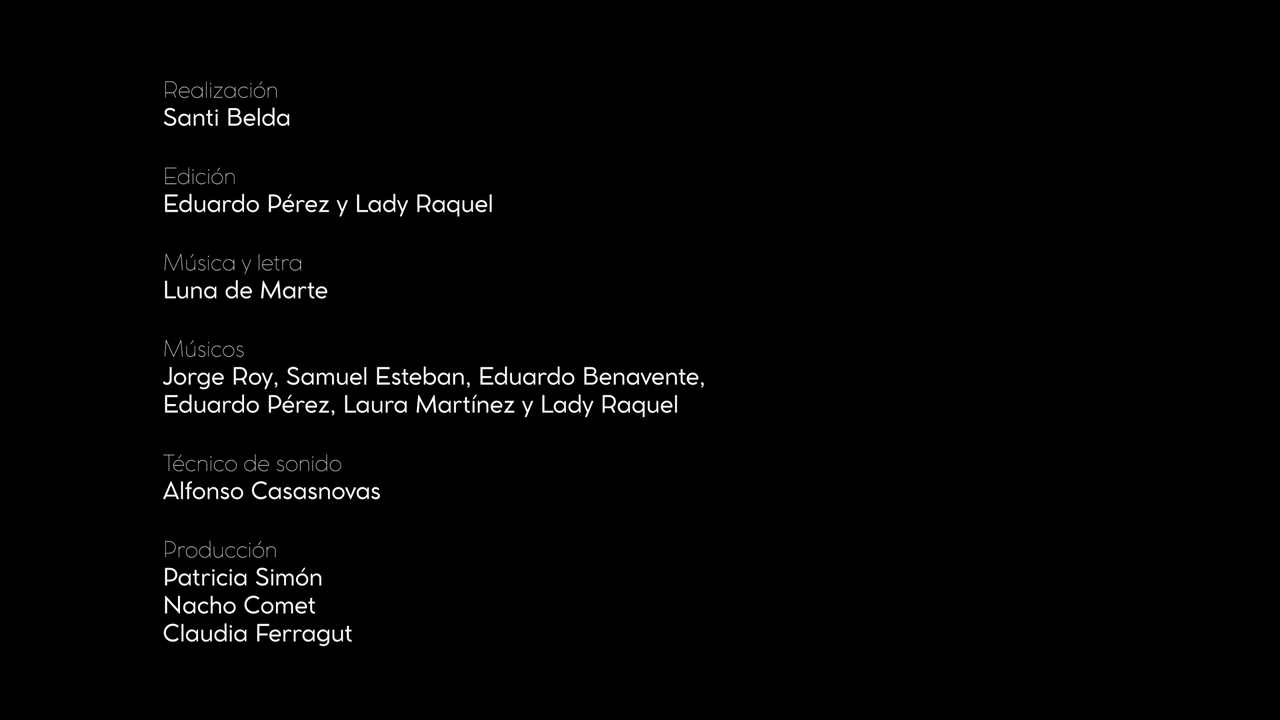 Realización
Santi Belda
Edición
Eduardo Pérez y Lady Raquel
Música y letra
Luna de Marte
Músicos
Jorge Roy, Samuel Esteban, Eduardo Benavente,
Eduardo Pérez, Laura Martínez y Lady Raquel
Técnico de sonido
Alfonso Casasnovas
Producción
Patricia Simón
Nacho Comet
Claudia Ferragut